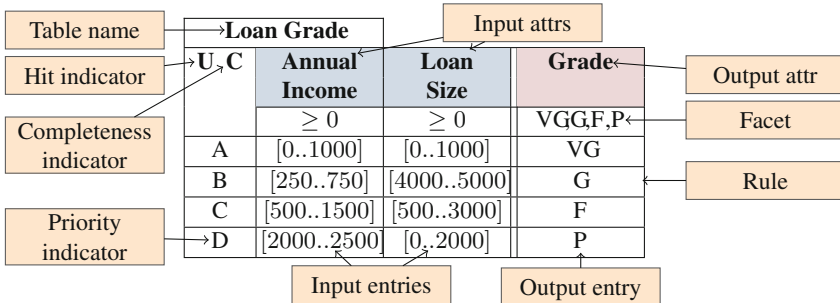 Table name
Loan Grade
Input attrs
Hit indicator
U C
Annual Income
Loan Size
Grade
Output attr
Completeness indicator
≥ 0
≥ 0
VG,G,F,P
Facet
A
[0..1000]
[0..1000]
VG
B
[250..750]
[4000..5000]
G
Rule
C
[500..1500]
[500..3000]
F
Priority indicator
D
[2000..2500]
[0..2000]
P
Input entries
Output entry